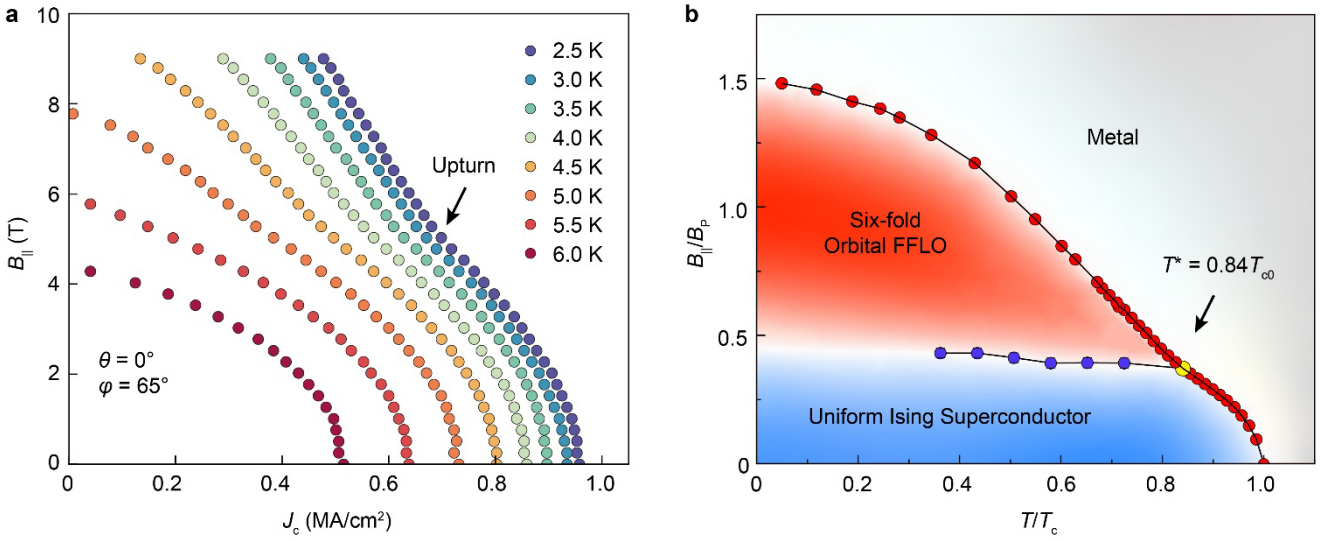 a
10
8
6
4
2
0
B|| (T)
0
0.2
0.4
0.6
0.8
1.0
Jc (MA/cm²)
Upturn
2.5 K
3.0 K
3.5 K
4.0 K
4.5 K
5.0 K
5.5 K
6.0 K
θ = 0°
φ = 65°
b
1.5
1.0
0.5
0
B||/BP
0
0.2
0.4
0.6
0.8
1.0
T/Tc
Metal
Six-fold
Orbital FFLO
T* = 0.84Tc0
Uniform Ising Superconductor